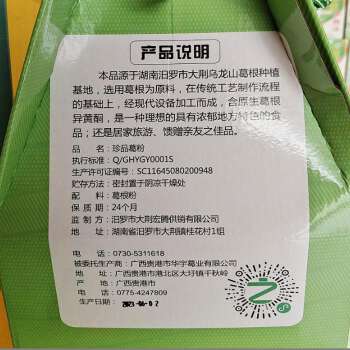 产品说明
本品源于湖南汨罗市大荆乌龙山葛根种植
基地，选用葛根为原料，在传统工艺制作流程
的基础上，经现代设备加工而成，含原生葛根
异黄酮，是一种理想的具有浓郁地方特色的食
品；还是居家旅游、馈赠亲友之佳品。
品 名：珍品葛粉
执行标准：Q/GHYGY0001S
生产许可证编号：SC11645080200948
贮存方法：密封置于阴凉干燥处
配 料：葛根粉
保 质 期：24个月
监 制 方：汨罗市大荆宏腾供销有限公司
地 址：湖南省汨罗市大荆镇桂花村1组
电 话：0730-5311618
被委托生产商：广西贵港市华宇葛业有限公司
地 址：广西贵港市港北区大圩镇千秋岭
产 地：广西贵港市
电 话：0775-4247809
生产日期：